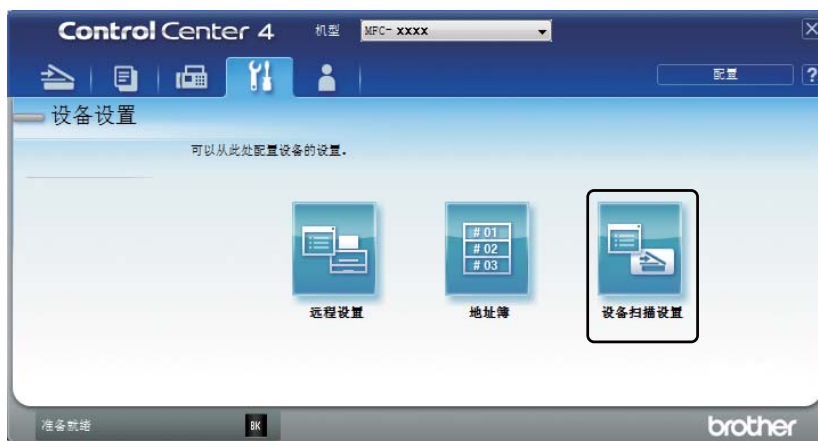 Control Center 4 机型 MFC- XXXX
配置 ?
设备设置
可以从此处配置设备的设置.
# 01
# 02
# 03
远程设置 地址簿 设备扫描设置
准备就绪 BK brother